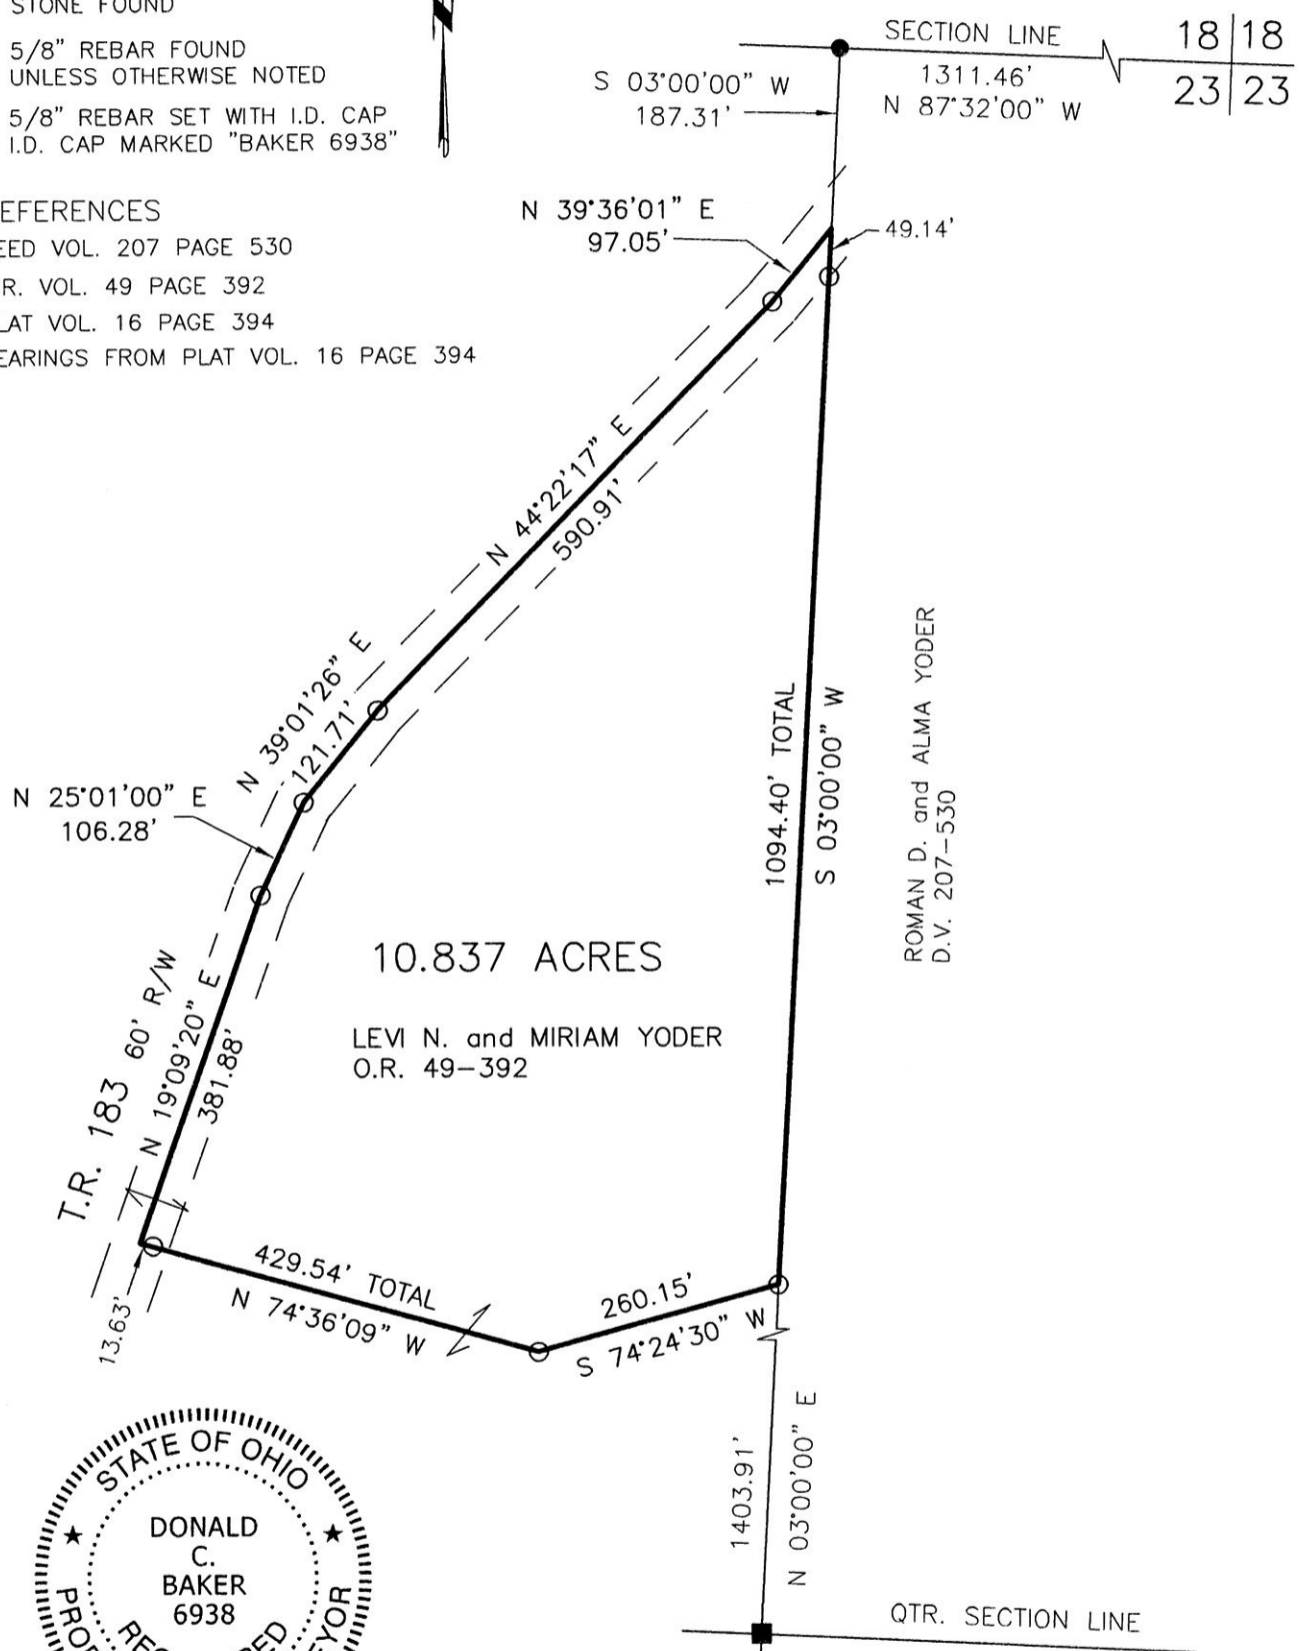 STONE FOUND
5/8" REBAR FOUND
UNLESS OTHERWISE NOTED
5/8" REBAR SET WITH I.D. CAP
I.D. CAP MARKED "BAKER 6938"
EFERENCES
EED VOL. 207 PAGE 530
R. VOL. 49 PAGE 392
LAT VOL. 16 PAGE 394
EARINGS FROM PLAT VOL. 16 PAGE 394
SECTION LINE
1311.46'
N 87°32'00" W
18 18
23 23
S 03°00'00" W
187.31'
N 39°36'01" E
97.05'
49.14'
N 44°22'17" E
590.91'
N 39°01'26" E
121.71'
N 25°01'00" E
106.28'
1094.40' TOTAL
S 03°00'00" W
ROMAN D. and ALMA YODER
D.V. 207-530
10.837 ACRES
LEVI N. and MIRIAM YODER
O.R. 49-392
T.R. 183 60' R/W
N 19°09'20" E
381.88'
13.63'
429.54' TOTAL
N 74°36'09" W
260.15'
S 74°24'30" W
1403.91'
N 03°00'00" E
QTR. SECTION LINE
STATE OF OHIO
DONALD
C.
BAKER
6938